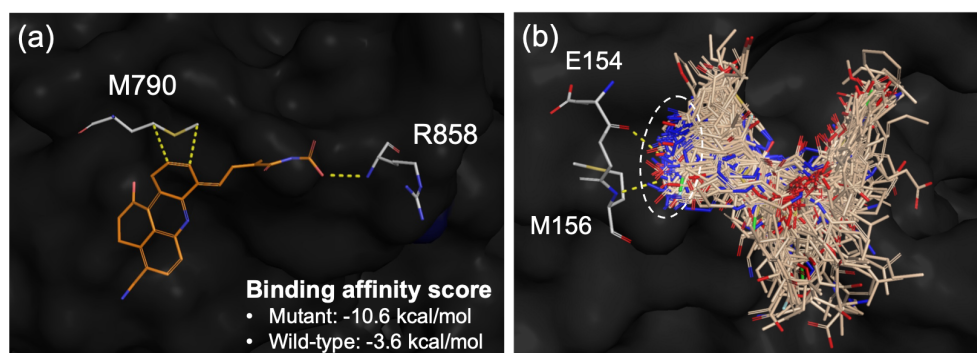 (a)
M790
R858
Binding affinity score
• Mutant: -10.6 kcal/mol
• Wild-type: -3.6 kcal/mol
(b)
E154
M156